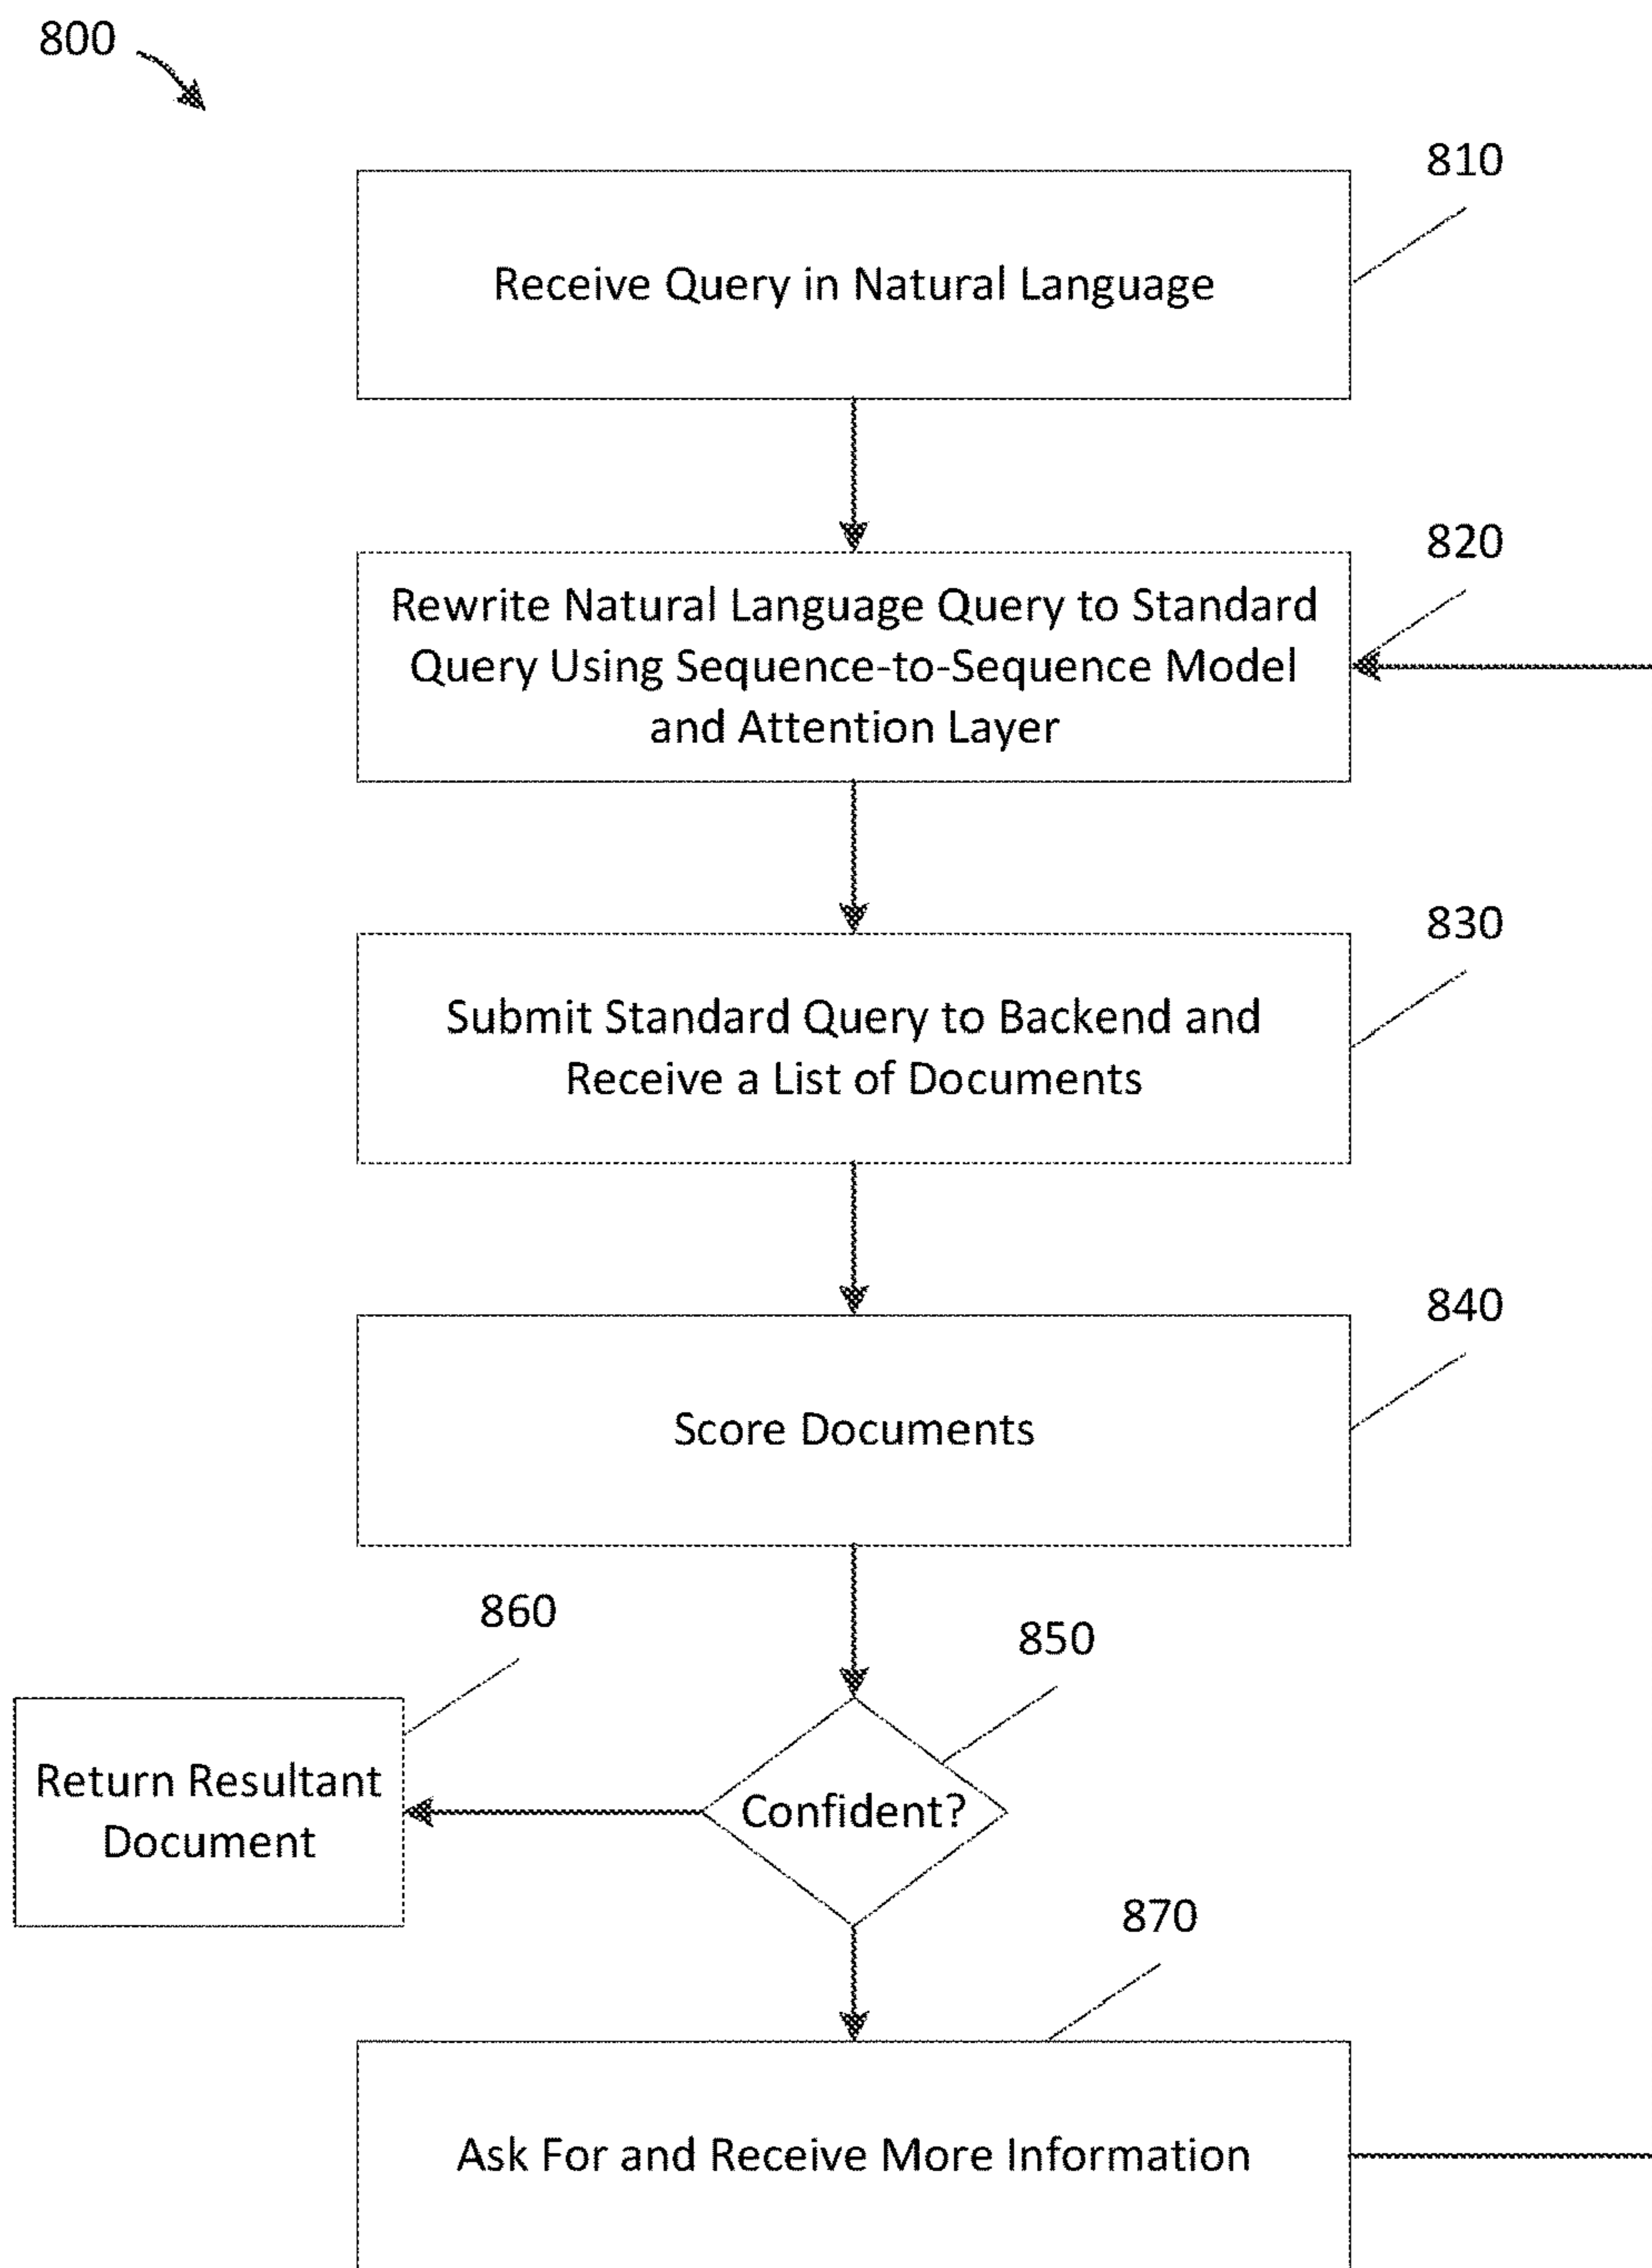 800
810
Receive Query in Natural Language
820
Rewrite Natural Language Query to Standard
Query Using Sequence-to-Sequence Model
and Attention Layer
830
Submit Standard Query to Backend and
Receive a List of Documents
840
Score Documents
860
850
Return Resultant
Document
Confident?
870
Ask For and Receive More Information